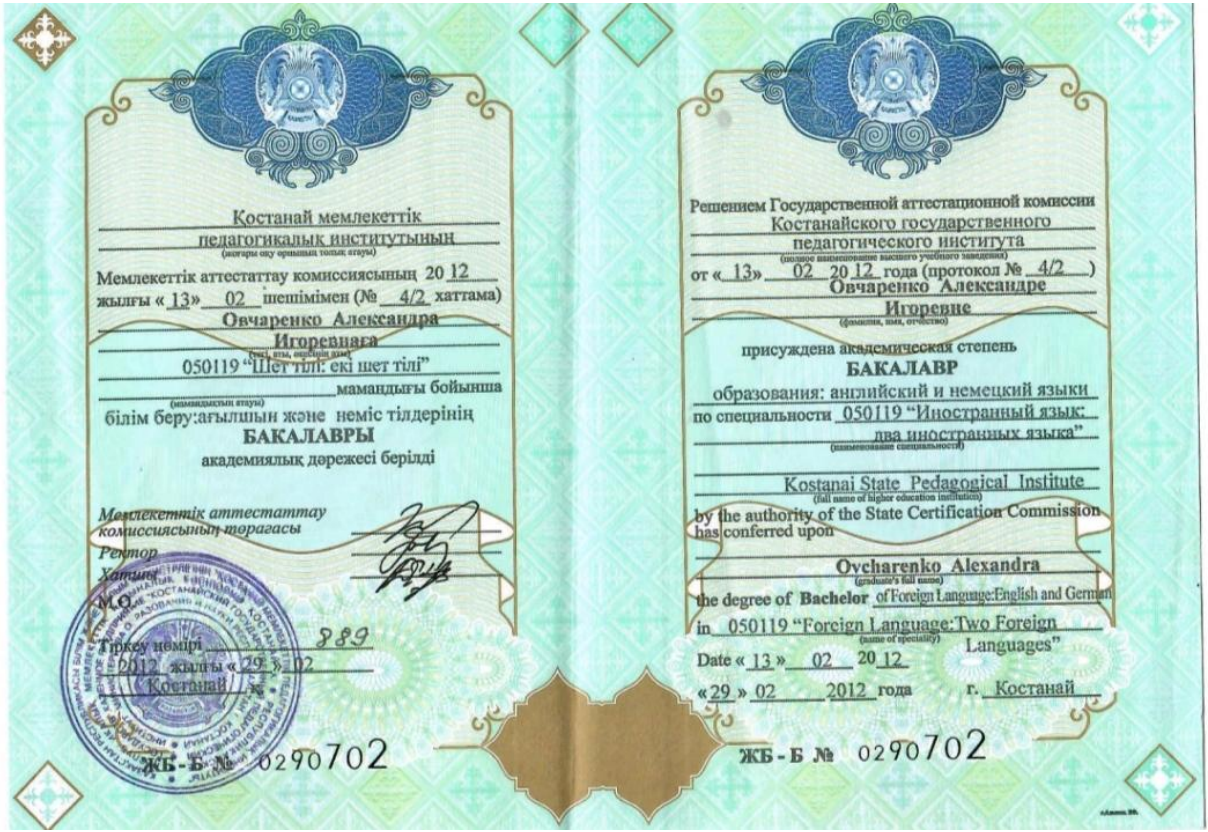 Қостанай мемлекеттік
педагогикалық институтының
(жоғары оқу орнының толық атауы)
Мемлекеттік аттестаттау комиссиясының 20 12
жылғы « 13» 02 шешімімен (№ 4/2 хаттама)
Овчаренко Александра
Игоревнаға
(тегі, аты, әкесінің аты)
050119 “Шет тілі: екі шет тілі”
мамандығы бойынша
(мамандықтың атауы)
білім беру:ағылшын және неміс тілдерінің
БАКАЛАВРЫ
академиялық дәрежесі берілді
Мемлекеттік аттестаттау
комиссиясының төрағасы
Ректор
Хатшы
М.О.
Тіркеу нөмірі 889
2012 жылғы « 29 » 02
Қостанай қ.
ЖБ - Б № 0290702
Решением Государственной аттестационной комиссии
Костанайского государственного
педагогического института
(полное наименование высшего учебного заведения)
от « 13» 02 20 12 года (протокол № 4/2 )
Овчаренко Александре
Игоревне
(фамилия, имя, отчество)
присуждена академическая степень
БАКАЛАВР
образования: английский и немецкий языки
по специальности 050119 “Иностранный язык:
два иностранных языка”
(наименование специальности)
Kostanai State Pedagogical Institute
(full name of higher education institution)
by the authority of the State Certification Commission
has conferred upon
Ovcharenko Alexandra
(graduate's full name)
the degree of Bachelor of Foreign Language:English and German
in 050119 “Foreign Language:Two Foreign
(name of speciality)
Languages”
Date « 13 » 02 20 12
«29 » 02 2012 года г. Костанай
ЖБ - Б № 0290702